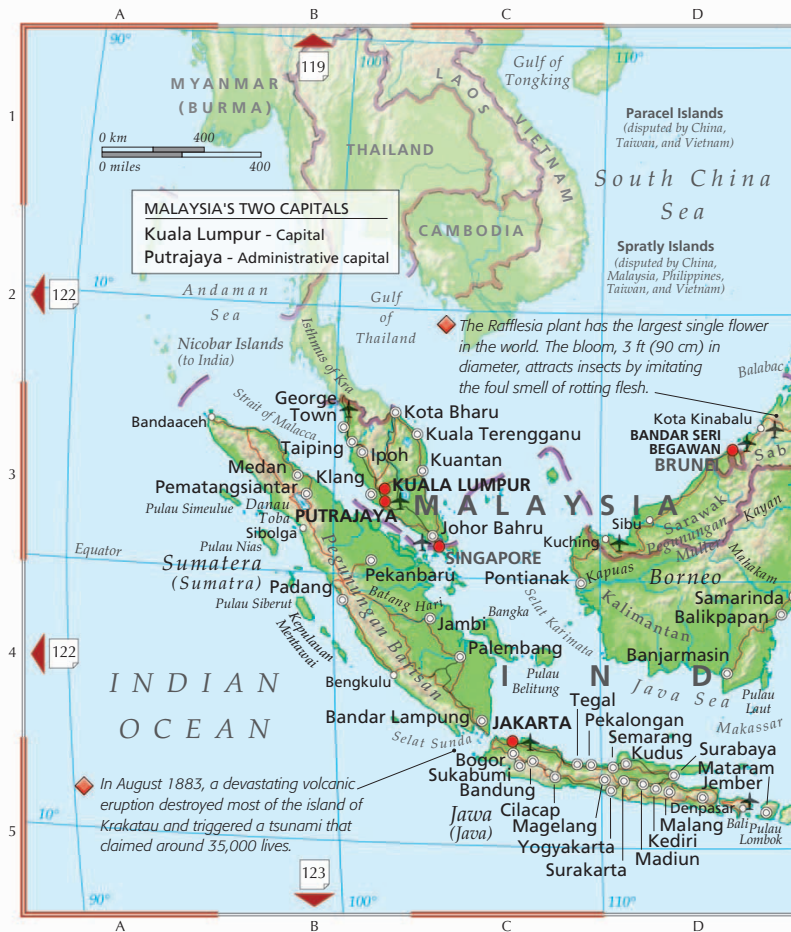 A B C D
90° 100° 110°
119
1
2
3
4
5
MYANMAR
(BURMA)
LAOS
Gulf of
Tongking
VIETNAM
THAILAND
0 km 400
0 miles 400
Paracel Islands
(disputed by China,
Taiwan, and Vietnam)
South China
Sea
MALAYSIA'S TWO CAPITALS
Kuala Lumpur - Capital
Putrajaya - Administrative capital
CAMBODIA
Spratly Islands
(disputed by China,
Malaysia, Philippines,
Taiwan, and Vietnam)
122
10°
Andaman
Sea
Gulf
of
Thailand
Nicobar Islands
(to India)
Isthmus of Kra
The Rafflesia plant has the largest single flower
in the world. The bloom, 3 ft (90 cm) in
diameter, attracts insects by imitating
the foul smell of rotting flesh.
Balabac
Strait of Malacca
George
Town
Kota Bharu
Kota Kinabalu
Bandaaceh
Kuala Terengganu
BANDAR SERI
BEGAWAN
BRUNEI
Sab
Taiping
Ipoh
Kuantan
Medan
Klang
KUALA LUMPUR
Pematangsiantar
MALAYSIA
Pulau Simeulue
Danau
Toba
PUTRAJAYA
Sibolga
Johor Bahru
Sibu
Sarawak
Kayan
Kuching
Pegunungan
Muller
Equator
Pulau Nias
SINGAPORE
Mahakam
Sumatera
(Sumatra)
Pekanbaru
Pontianak
Kapuas
Borneo
Padang
Pulau Siberut
Pegunungan Barisan
Batang Hari
Bangka
Selat Karimata
Kalimantan
Samarinda
Balikpapan
Kepulauan
Mentawai
Jambi
Palembang
Banjarmasin
122
Bengkulu
Pulau
Belitung
IND
INDIAN
OCEAN
Java Sea
Pulau
Laut
Makassar
Bandar Lampung
JAKARTA
Tegal
Pekalongan
Semarang
Kudus
Selat Sunda
Surabaya
Mataram
Jember
Bogor
Sukabumi
Bandung
In August 1883, a devastating volcanic
eruption destroyed most of the island of
Krakatau and triggered a tsunami that
claimed around 35,000 lives.
10°
Jawa
(Java)
Cilacap
Magelang
Yogyakarta
Surakarta
Denpasar
Bali
Pulau
Lombok
Malang
Kediri
Madiun
123
100° 110°
A B C D